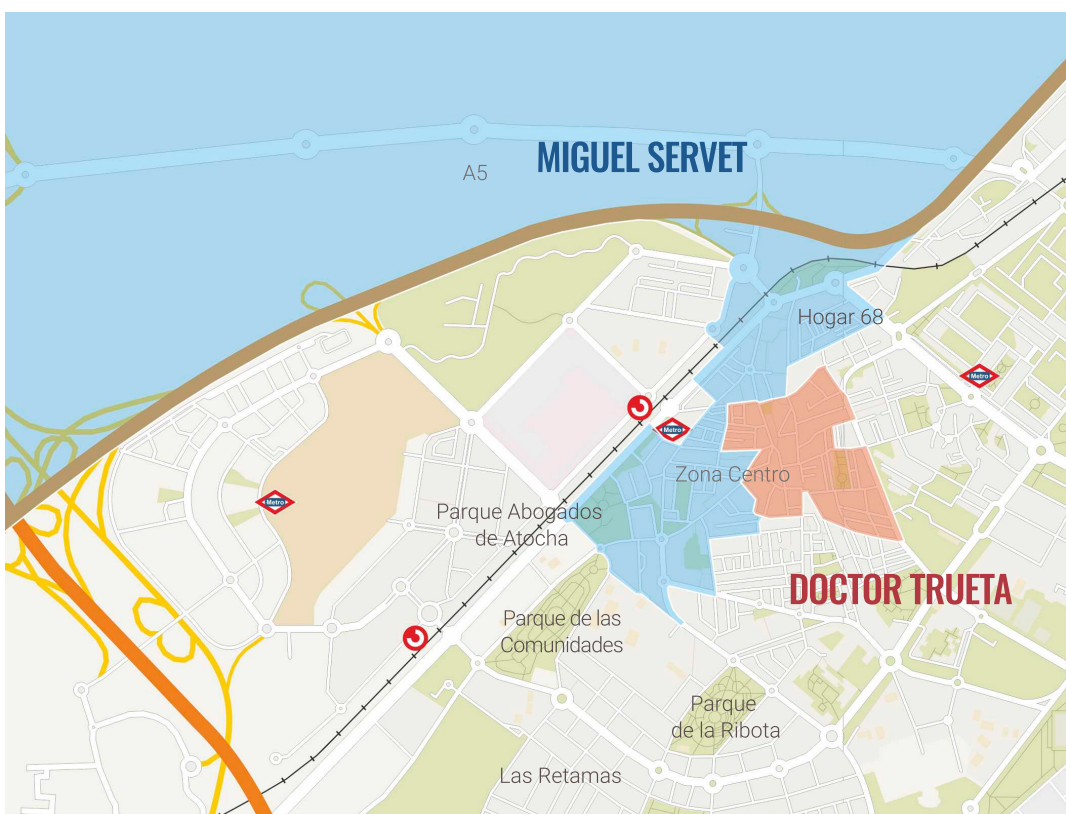 A5
MIGUEL SERVET
Hogar 68
Metro
Metro
Zona Centro
Metro
Parque Abogados
de Atocha
DOCTOR TRUETA
Parque de las
Comunidades
Parque
de la Ribota
Las Retamas